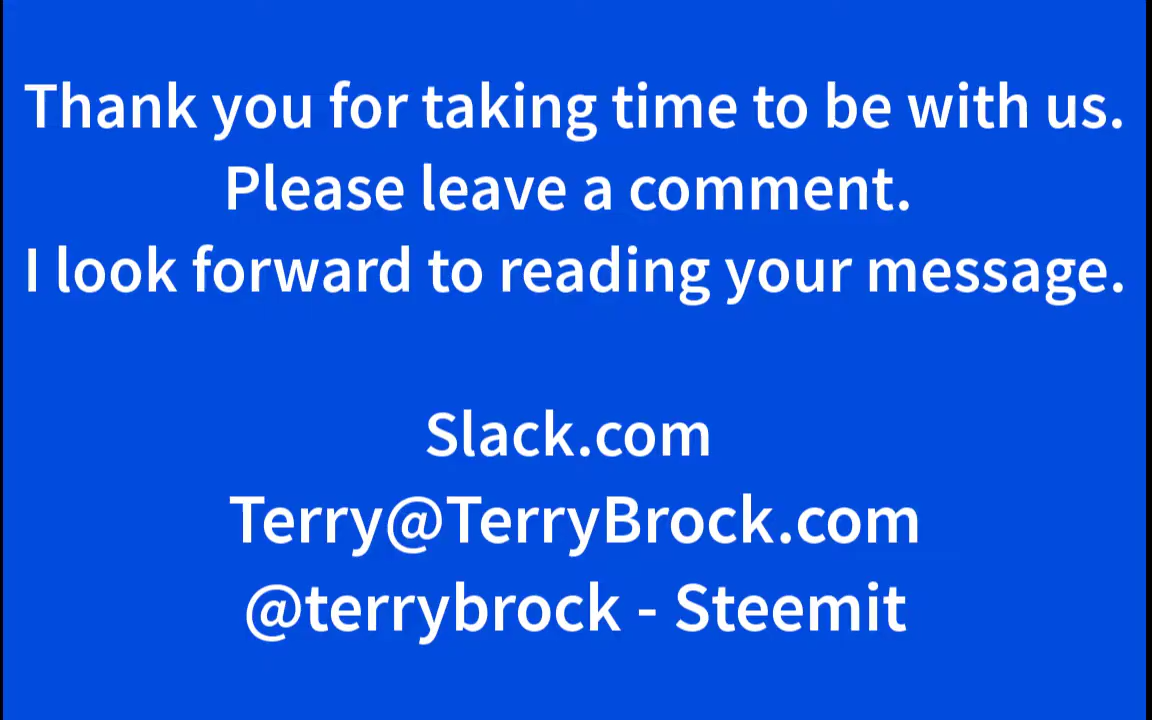 Thank you for taking time to be with us.
Please leave a comment.
I look forward to reading your message.
Slack.com
Terry@TerryBrock.com
@terrybrock - Steemit